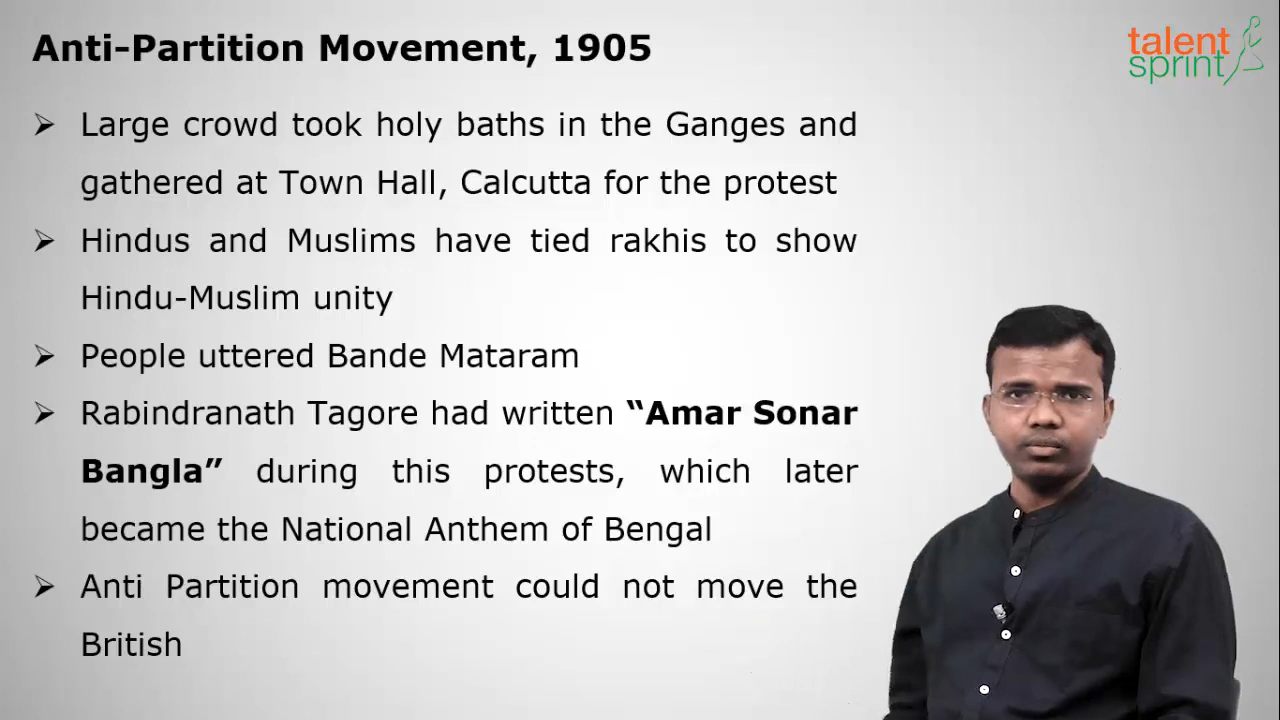 Anti-Partition Movement, 1905
talent
sprint
➢ Large crowd took holy baths in the Ganges and
gathered at Town Hall, Calcutta for the protest
➢ Hindus and Muslims have tied rakhis to show
Hindu-Muslim unity
➢ People uttered Bande Mataram
➢ Rabindranath Tagore had written “Amar Sonar
Bangla” during this protests, which later
became the National Anthem of Bengal
➢ Anti Partition movement could not move the
British